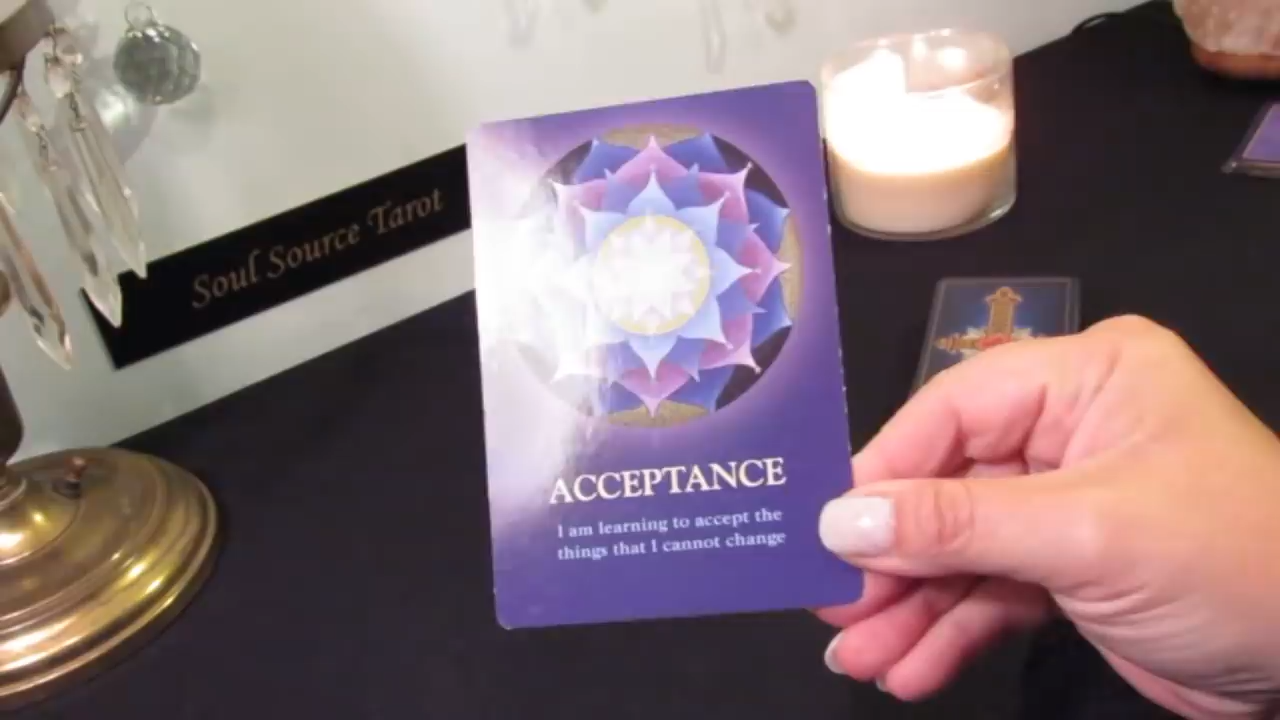 Soul Source Tarot
ACCEPTANCE
I am learning to accept the
things that I cannot change